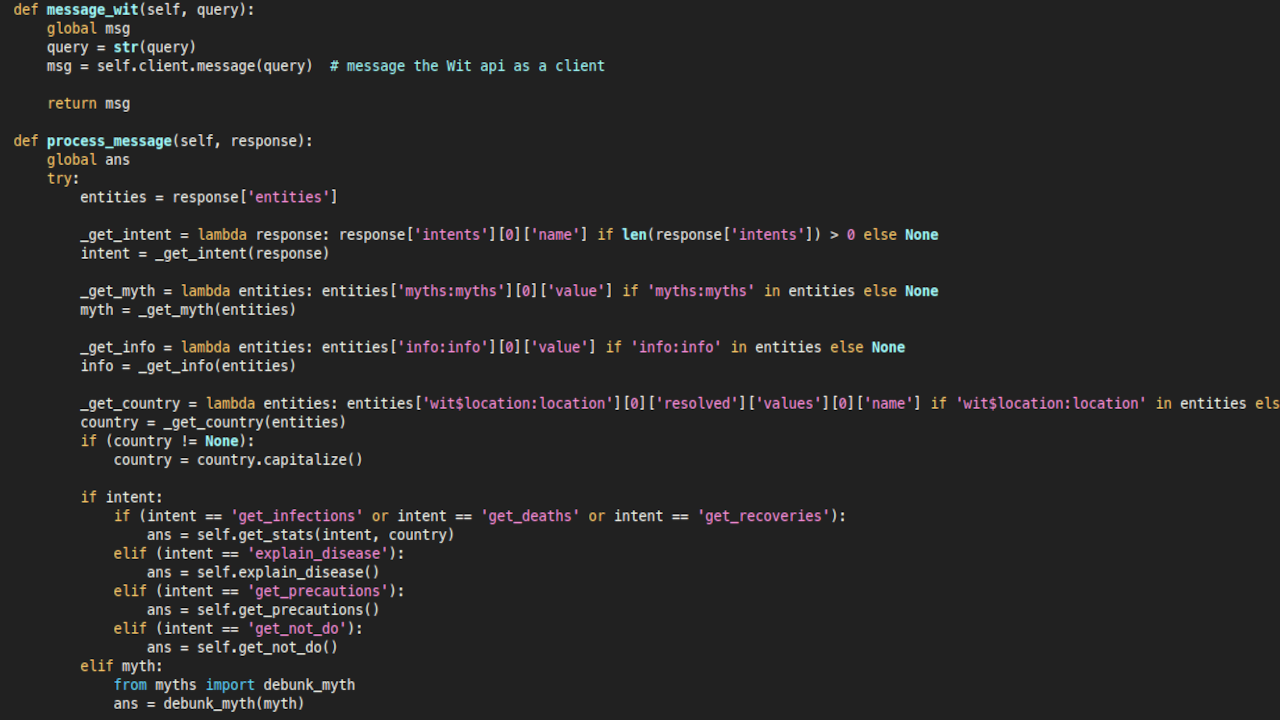 def message_wit(self, query):
    global msg
    query = str(query)
    msg = self.client.message(query)  # message the Wit api as a client

    return msg

def process_message(self, response):
    global ans
    try:
        entities = response['entities']

        _get_intent = lambda response: response['intents'][0]['name'] if len(response['intents']) > 0 else None
        intent = _get_intent(response)

        _get_myth = lambda entities: entities['myths:myths'][0]['value'] if 'myths:myths' in entities else None
        myth = _get_myth(entities)

        _get_info = lambda entities: entities['info:info'][0]['value'] if 'info:info' in entities else None
        info = _get_info(entities)

        _get_country = lambda entities: entities['wit$location:location'][0]['resolved']['values'][0]['name'] if 'wit$location:location' in entities els
        country = _get_country(entities)
        if (country != None):
            country = country.capitalize()

        if intent:
            if (intent == 'get_infections' or intent == 'get_deaths' or intent == 'get_recoveries'):
                ans = self.get_stats(intent, country)
            elif (intent == 'explain_disease'):
                ans = self.explain_disease()
            elif (intent == 'get_precautions'):
                ans = self.get_precautions()
            elif (intent == 'get_not_do'):
                ans = self.get_not_do()
        elif myth:
            from myths import debunk_myth
            ans = debunk_myth(myth)